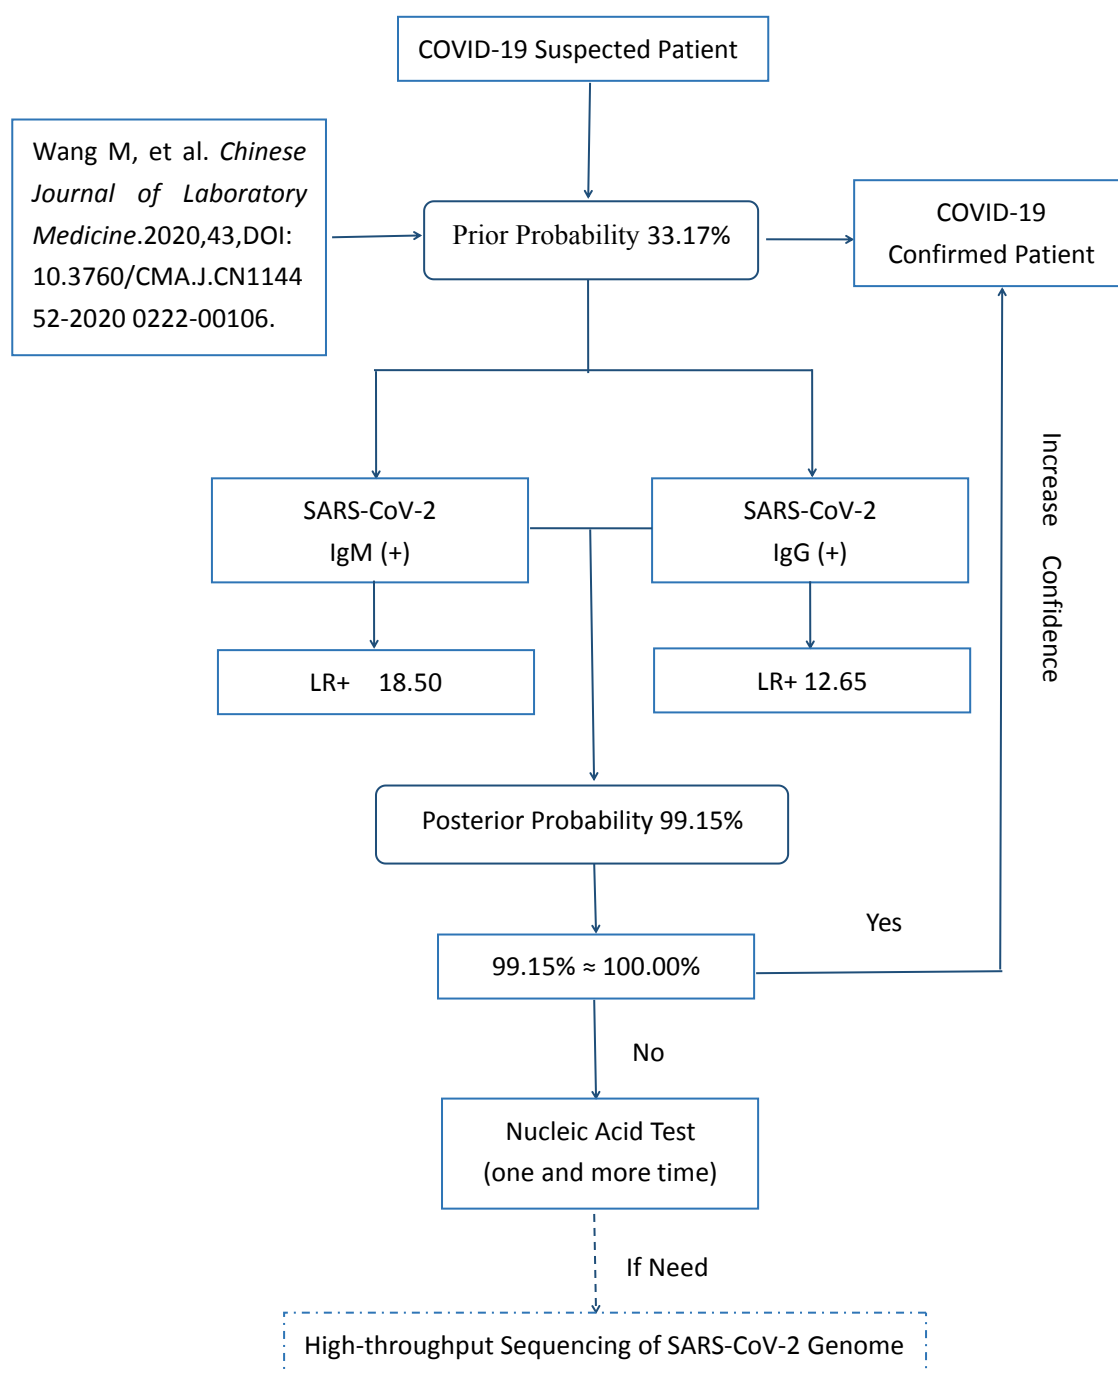 COVID-19 Suspected Patient
Wang M, et al. Chinese
Journal of Laboratory
Medicine.2020,43,DOI:
10.3760/CMA.J.CN1144
52-2020 0222-00106.
Prior Probability 33.17%
COVID-19
Confirmed Patient
SARS-CoV-2
IgM (+)
SARS-CoV-2
IgG (+)
Increase Confidence
LR+ 18.50
LR+ 12.65
Posterior Probability 99.15%
Yes
99.15% ≈ 100.00%
No
Nucleic Acid Test
(one and more time)
If Need
High-throughput Sequencing of SARS-CoV-2 Genome